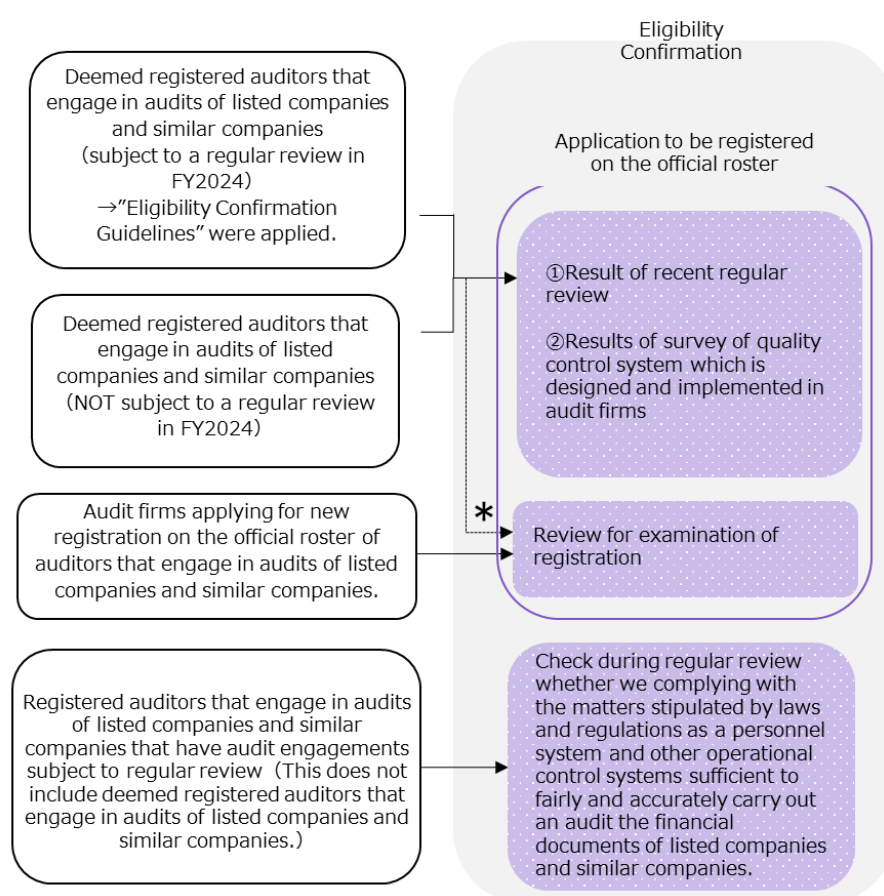 Eligibility
Confirmation
Deemed registered auditors that
engage in audits of listed companies
and similar companies
（subject to a regular review in
FY2024）
→”Eligibility Confirmation
Guidelines” were applied.
Application to be registered
on the official roster
①Result of recent regular
review
②Results of survey of quality
control system which is
designed and implemented in
audit firms
Deemed registered auditors that
engage in audits of listed
companies and similar companies
（NOT subject to a regular review
in FY2024）
Audit firms applying for new
registration on the official roster of
auditors that engage in audits of listed
companies and similar companies.
*
Review for examination of
registration
Registered auditors that engage in audits
of listed companies and similar
companies that have audit engagements
subject to regular review（This does not
include deemed registered auditors that
engage in audits of listed companies and
similar companies.）
Check during regular review
whether we complying with
the matters stipulated by laws
and regulations as a personnel
system and other operational
control systems sufficient to
fairly and accurately carry out
an audit the financial
documents of listed companies
and similar companies.